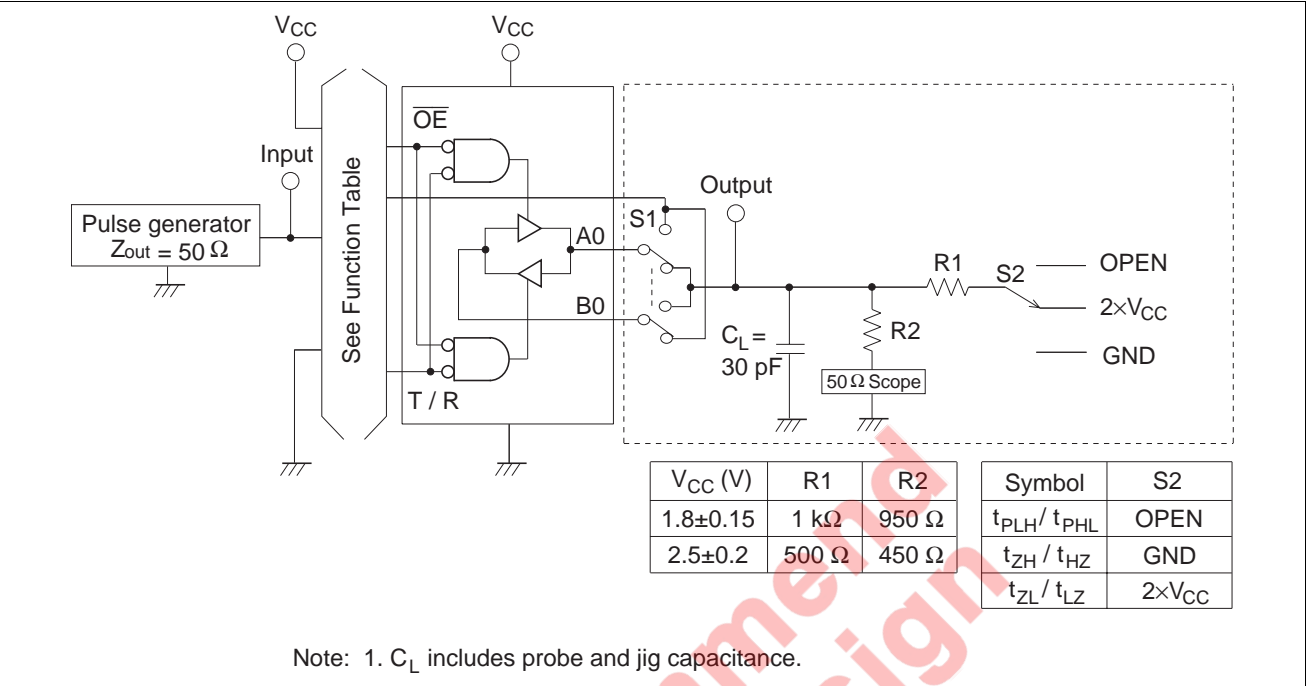 VCC VCC
OE
Input
See Function Table
Output
Pulse generator
Zout = 50 Ω
S1
A0
B0
R1
S2
OPEN
2×VCC
GND
CL =
30 pF
R2
50 Ω Scope
T / R
VCC (V) R1 R2
1.8±0.15 1 kΩ 950 Ω
2.5±0.2 500 Ω 450 Ω
Symbol S2
tPLH / tPHL OPEN
tZH / tHZ GND
tZL / tLZ 2×VCC
Note: 1. CL includes probe and jig capacitance.